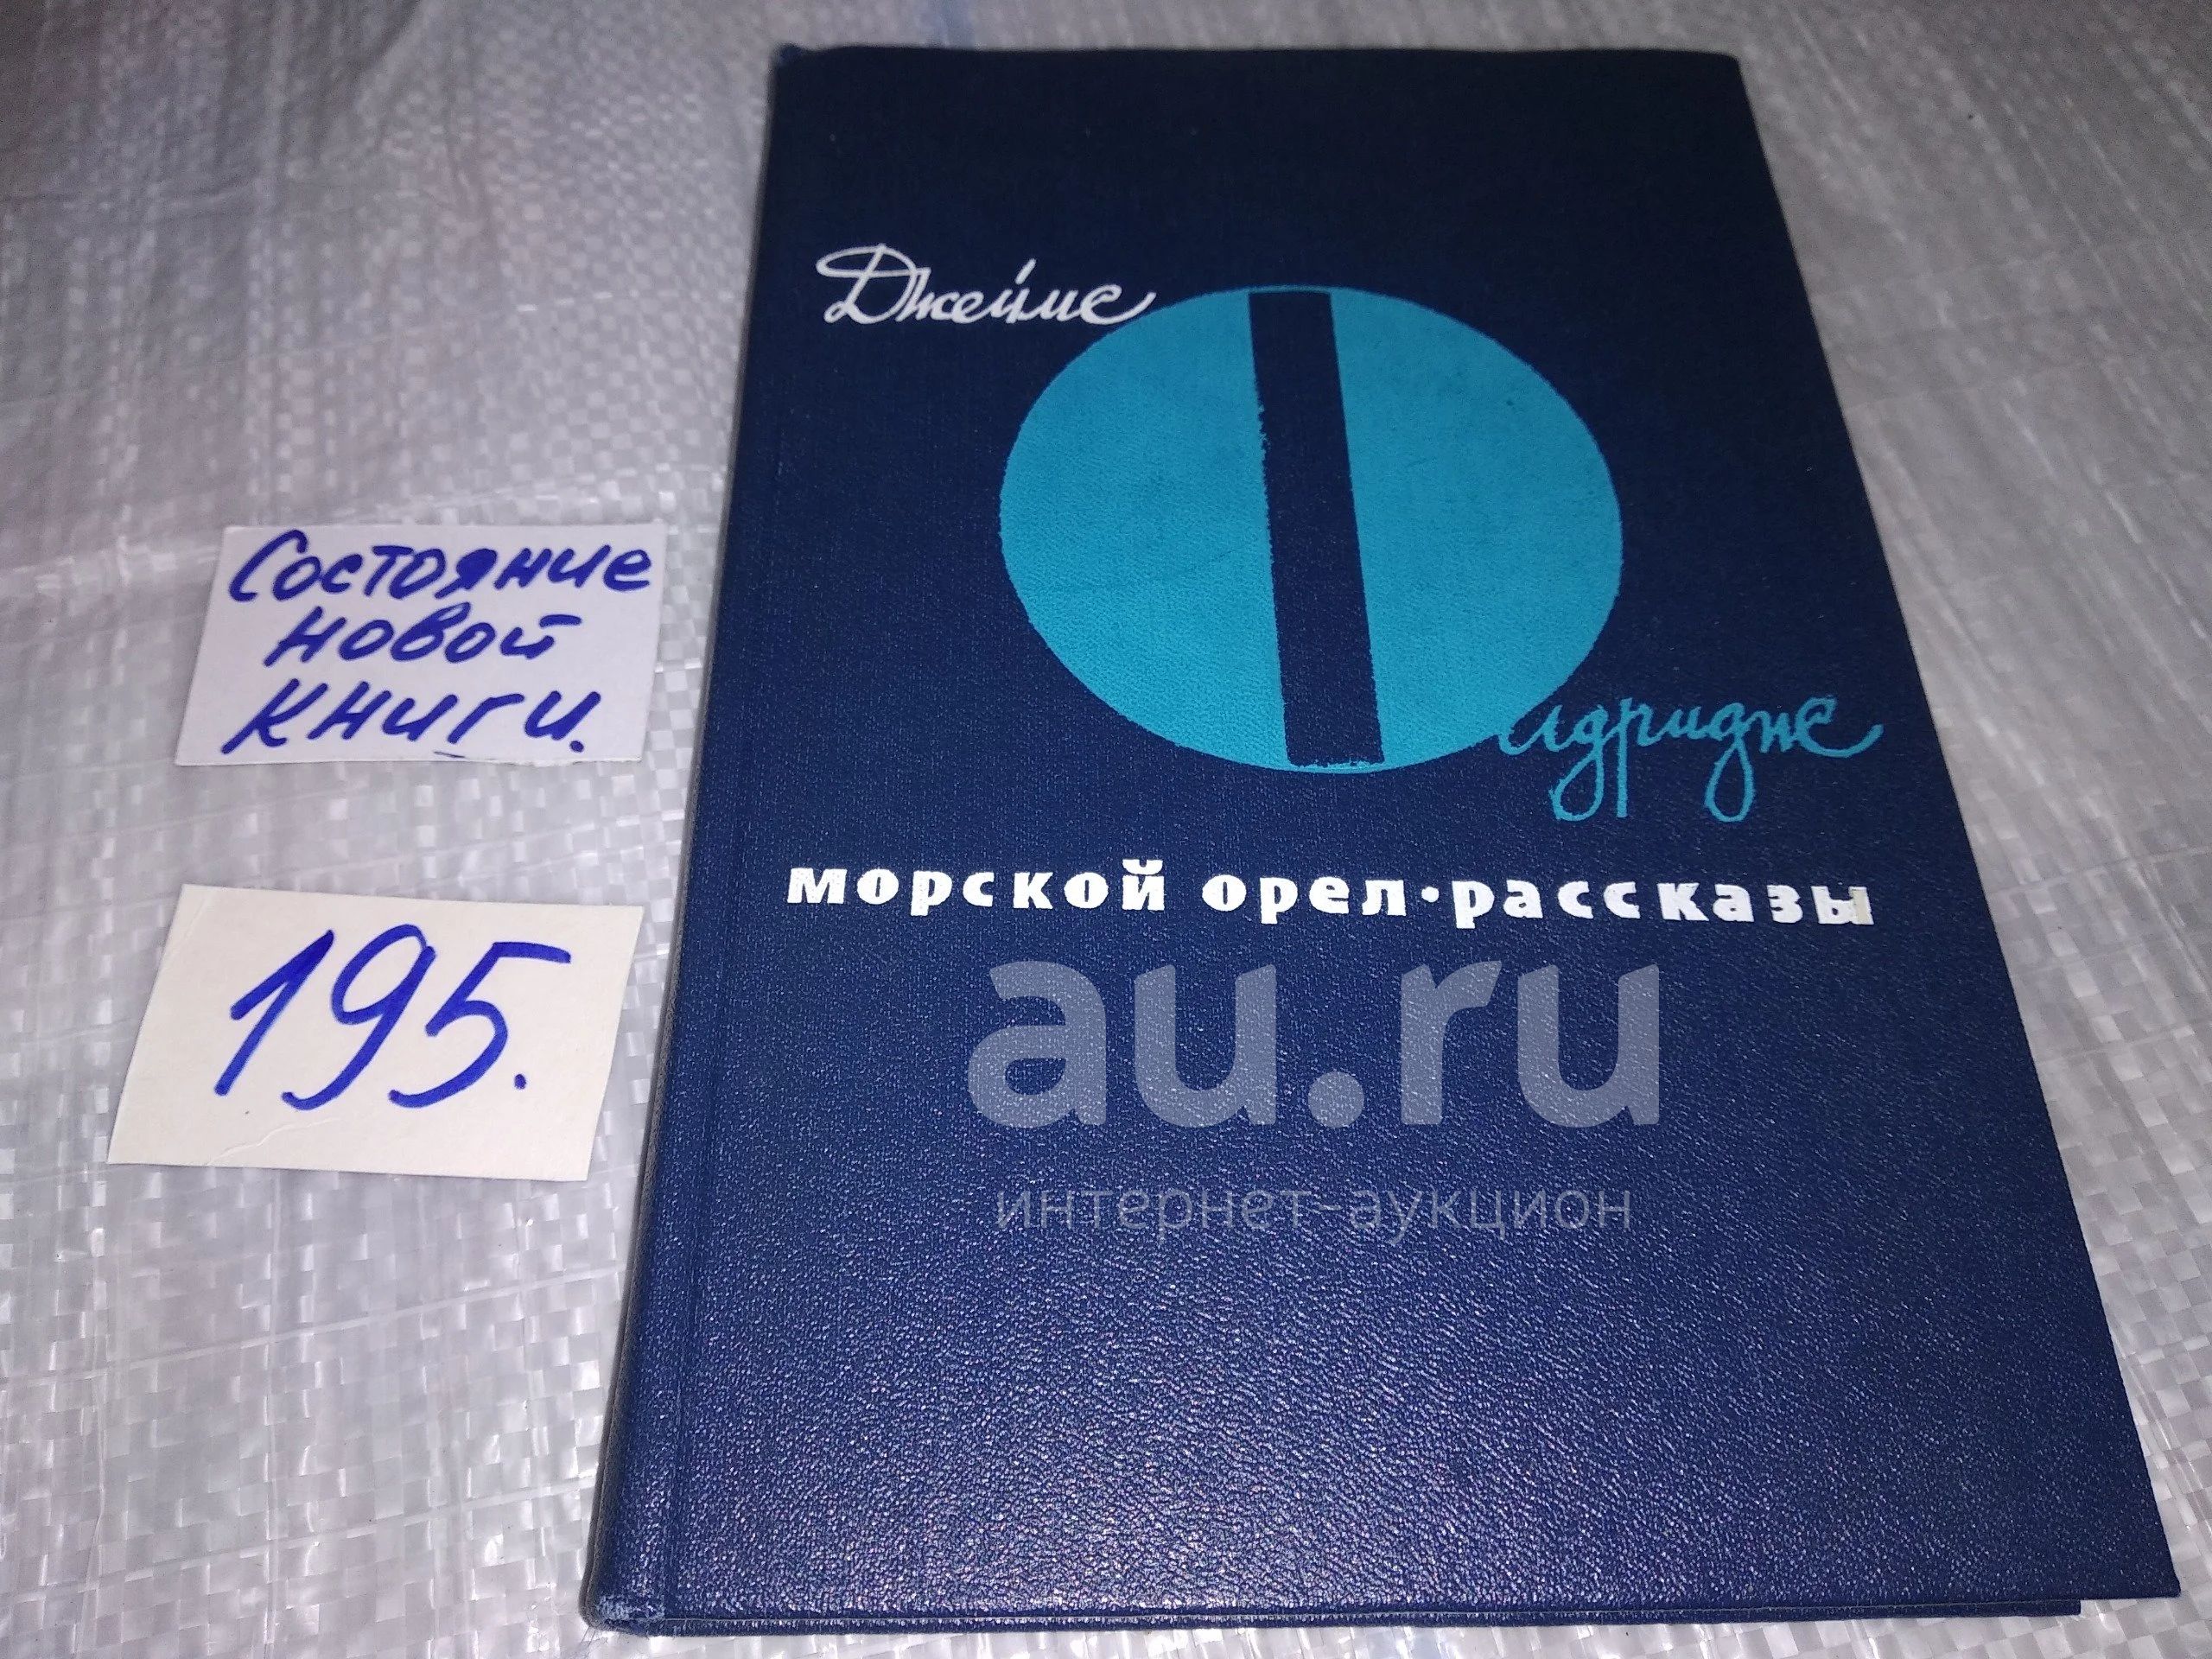 Джеймс
Олдридж
морской орел·рассказы
Состояние
новой
книги.
195.
au.ru
интернет-аукцион